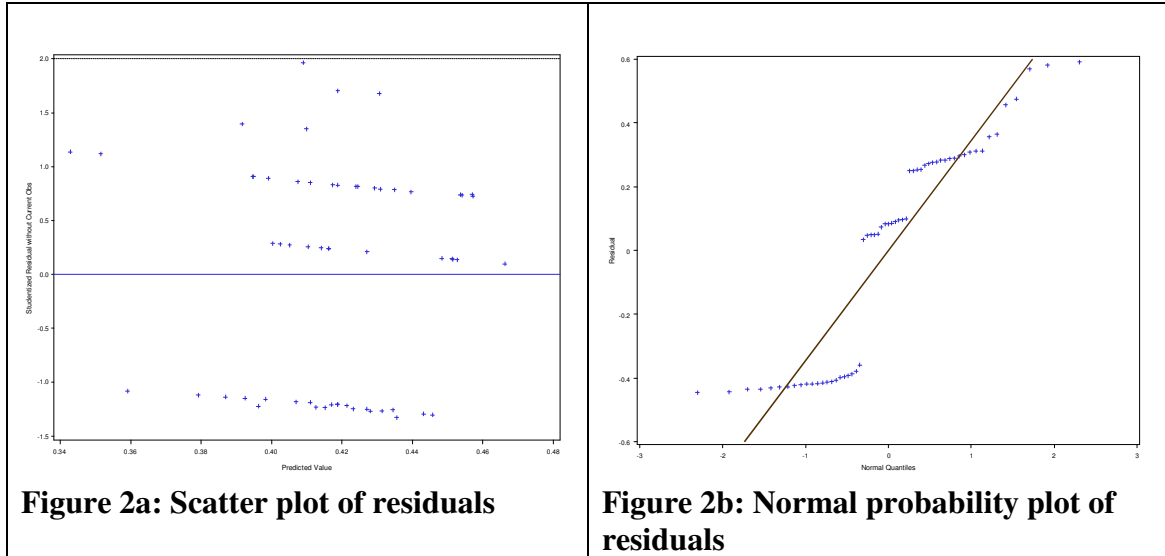 2.0
1.5
1.0
0.5
0.0
-0.5
-1.0
-1.5
Studentized Residual without Current Obs
0.34 0.36 0.38 0.40 0.42 0.44 0.46 0.48
Predicted Value
Figure 2a: Scatter plot of residuals
0.6
0.4
0.2
0
-0.2
-0.4
-0.6
Residual
-3 -2 -1 0 1 2 3
Normal Quantiles
Figure 2b: Normal probability plot of
residuals